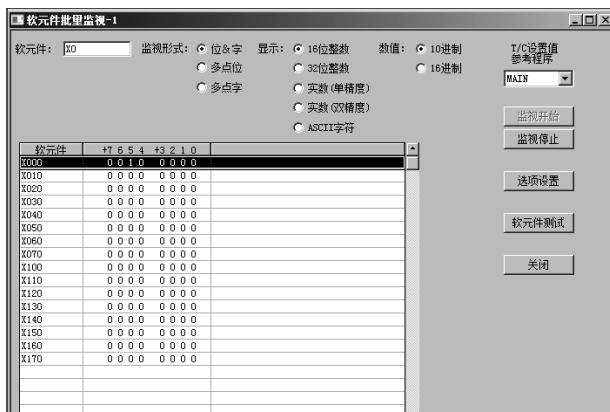 软元件批里监视-1
软元件: X0 监视形式: 位&字 显示: 16位整数 数值: 10进制 T/C设置值
参考程序
多点位 32位整数 16进制 MAIN
多点字 实数(单精度)
实数(双精度) 监视开始
ASCII字符 监视停止
软元件 +7 6 5 4 +3 2 1 0
X000 0 0 1 0 0 0 0 0
X010 0 0 0 0 0 0 0 0
X020 0 0 0 0 0 0 0 0 选项设置
X030 0 0 0 0 0 0 0 0
X040 0 0 0 0 0 0 0 0
X050 0 0 0 0 0 0 0 0 软元件测试
X060 0 0 0 0 0 0 0 0
X070 0 0 0 0 0 0 0 0
X100 0 0 0 0 0 0 0 0 关闭
X110 0 0 0 0 0 0 0 0
X120 0 0 0 0 0 0 0 0
X130 0 0 0 0 0 0 0 0
X140 0 0 0 0 0 0 0 0
X150 0 0 0 0 0 0 0 0
X160 0 0 0 0 0 0 0 0
X170 0 0 0 0 0 0 0 0